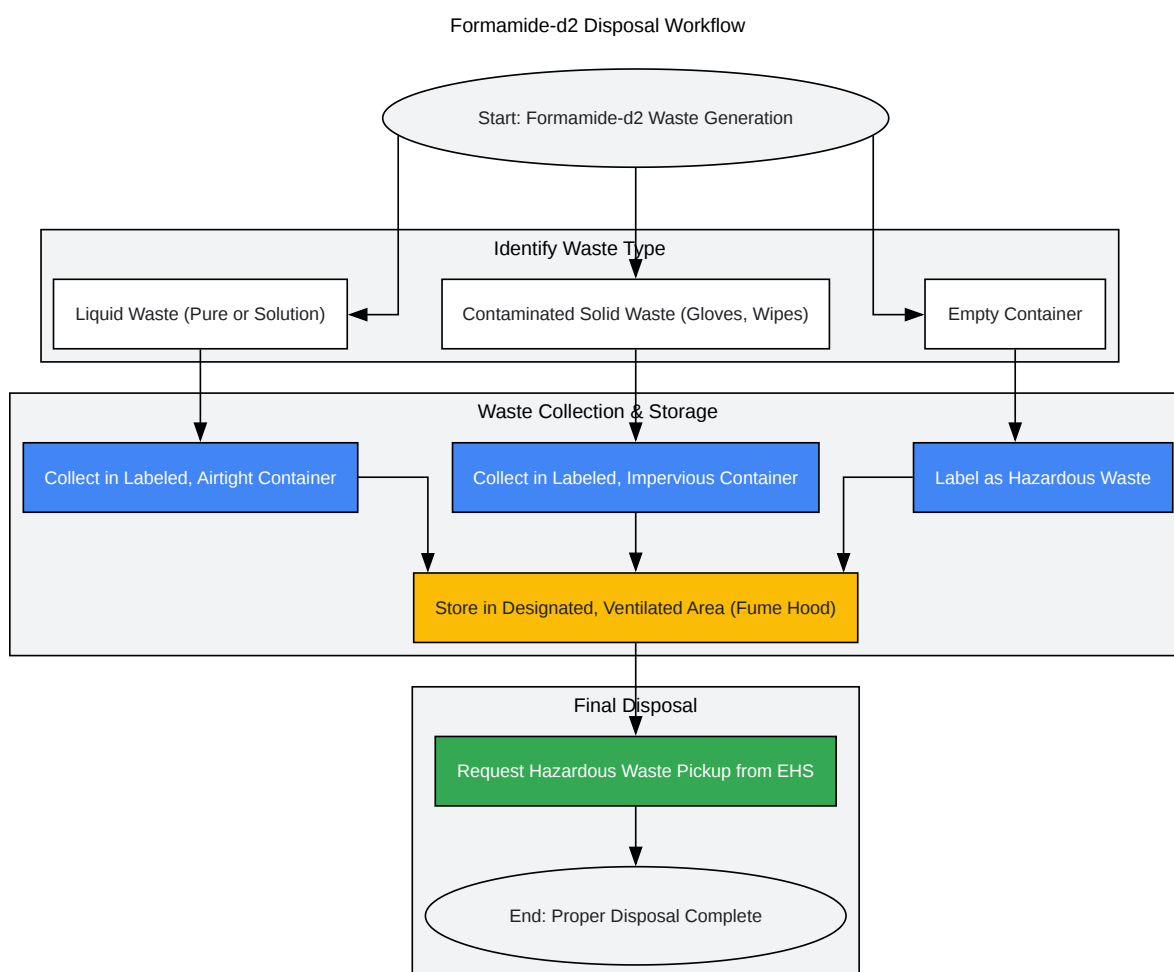 Formamide-d2 Disposal Workflow
Start: Formamide-d2 Waste Generation
Identify Waste Type
Liquid Waste (Pure or Solution)
Contaminated Solid Waste (Gloves, Wipes)
Empty Container
Waste Collection & Storage
Collect in Labeled, Airtight Container
Collect in Labeled, Impervious Container
Label as Hazardous Waste
Store in Designated, Ventilated Area (Fume Hood)
Final Disposal
Request Hazardous Waste Pickup from EHS
End: Proper Disposal Complete